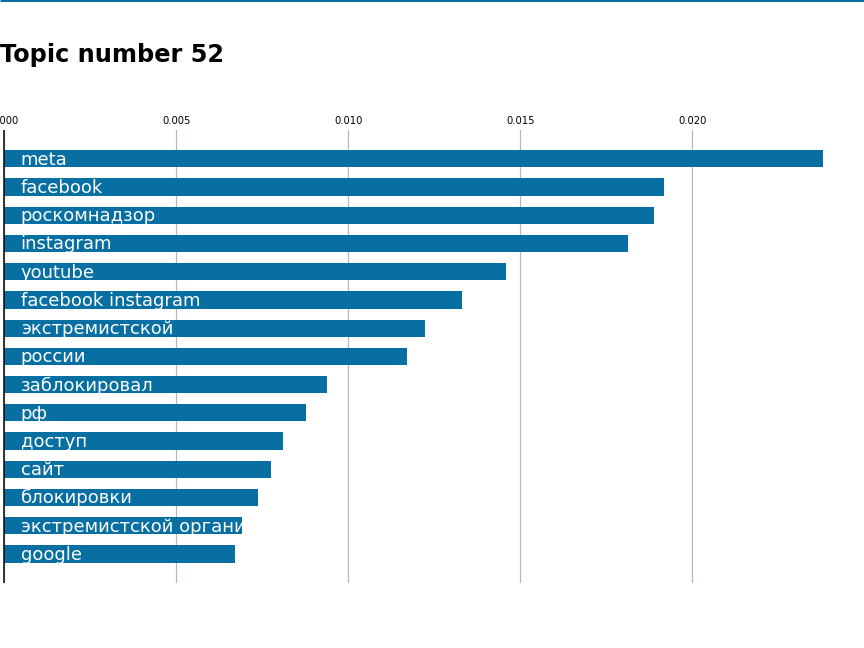 Topic number 52
000 0.005 0.010 0.015 0.020
meta
facebook
роскомнадзор
instagram
youtube
facebook instagram
экстремистской
россии
заблокировал
рф
доступ
сайт
блокировки
экстремистской органи
google